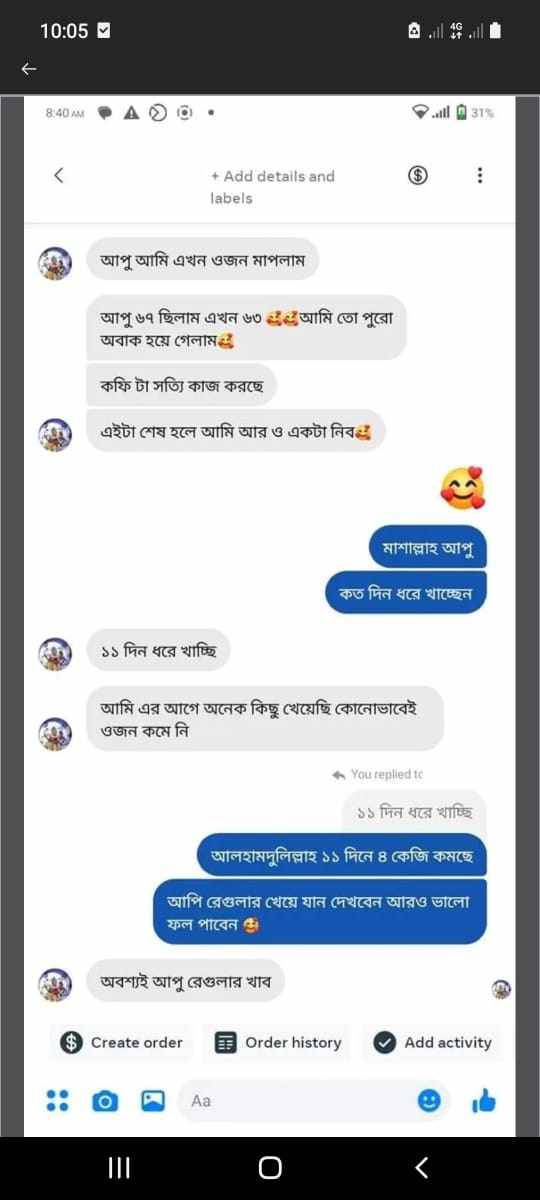 10:05
4G
8:40 AM
31%
+ Add details and
labels
আপু আমি এখন ওজন মাপলাম
আপু ৬৭ ছিলাম এখন ৬৩ 🥰🥰আমি তো পুরো
অবাক হয়ে গেলাম🥰
কফি টা সত্যি কাজ করছে
এইটা শেষ হলে আমি আর ও একটা নিব🥰
🥰
মাশাল্লাহ আপু
কত দিন ধরে খাচ্ছেন
১১ দিন ধরে খাচ্ছি
আমি এর আগে অনেক কিছু খেয়েছি কোনোভাবেই
ওজন কমে নি
You replied to
১১ দিন ধরে খাচ্ছি
আলহামদুলিল্লাহ ১১ দিনে ৪ কেজি কমছে
আপি রেগুলার খেয়ে যান দেখবেন আরও ভালো
ফল পাবেন 🥰
অবশ্যই আপু রেগুলার খাব
Create order
Order history
Add activity
Aa